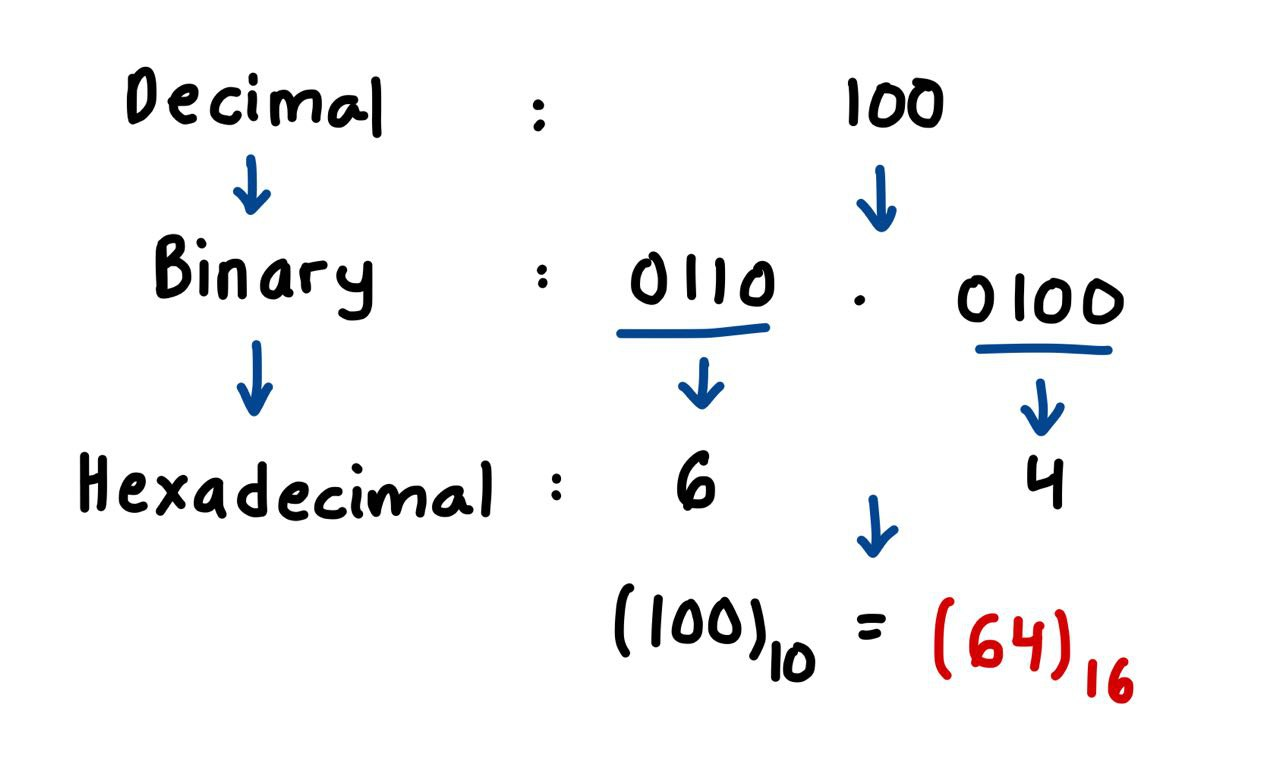 Decimal : 100
Binary : 0110 . 0100
Hexadecimal : 6 4
(100)10 = (64)16